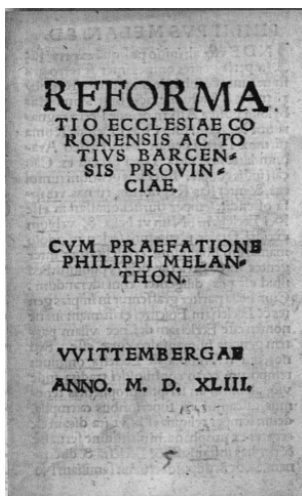 REFORMA
TIO ECCLESIAE CO
RONENSIS AC TO
TIVS BARCEN⸗
SIS PROVIN⸗
CIAE.
CVM PRAEFATIONE
PHILIPPI MELAN⸗
THON.
VVITTEMBERGAE
ANNO. M. D. XLIII.